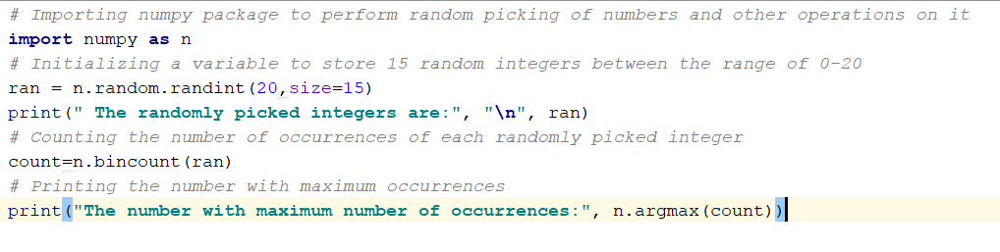 # Importing numpy package to perform random picking of numbers and other operations on it
import numpy as n
# Initializing a variable to store 15 random integers between the range of 0-20
ran = n.random.randint(20,size=15)
print(" The randomly picked integers are:", "\n", ran)
# Counting the number of occurrences of each randomly picked integer
count=n.bincount(ran)
# Printing the number with maximum occurrences
print("The number with maximum number of occurrences:", n.argmax(count))